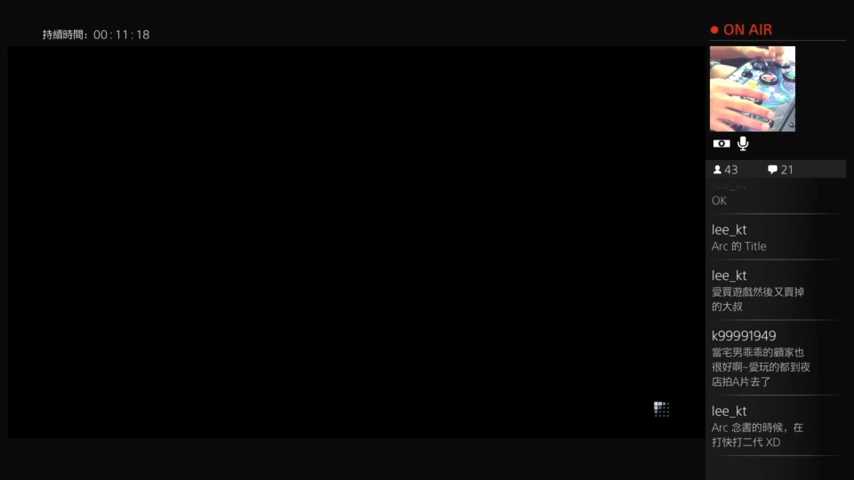 持續時間：00:11:18
ON AIR
43 21
OK
lee_kt
Arc 的 Title
lee_kt
愛買遊戲然後又賣掉
的大叔
k99991949
當宅男乖乖的顧家也
很好啊~愛玩的都到夜
店拍A片去了
lee_kt
Arc 念書的時候，在
打快打二代 XD